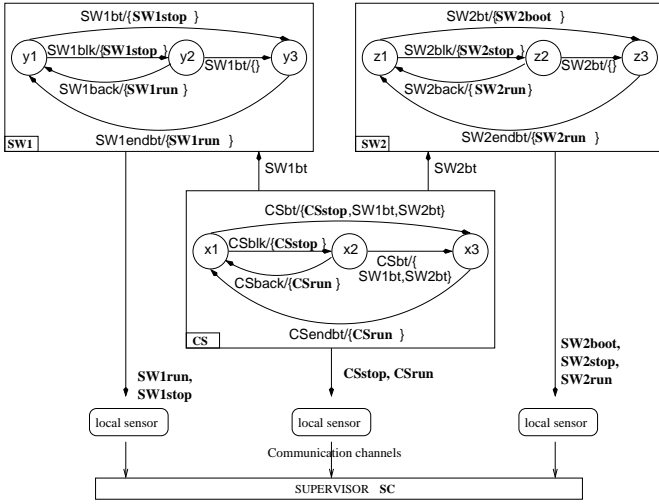 SW1bt/{SW1stop }
y1
SW1blk/{SW1stop }
y2
SW1bt/{}
y3
SW1back/{SW1run }
SW1endbt/{SW1run }
SW1
SW2bt/{SW2boot }
z1
SW2blk/{SW2stop }
z2
SW2bt/{}
z3
SW2back/{SW2run }
SW2endbt/{SW2run }
SW2
SW1bt
SW2bt
CSbt/{CSstop,SW1bt,SW2bt}
x1
CSblk/{CSstop }
x2
CSbt/{
SW1bt,SW2bt}
x3
CSback/{CSrun }
CSendbt/{CSrun }
CS
SW1run,
SW1stop
CSstop, CSrun
SW2boot,
SW2stop,
SW2run
local sensor
local sensor
local sensor
Communication channels
SUPERVISOR SC